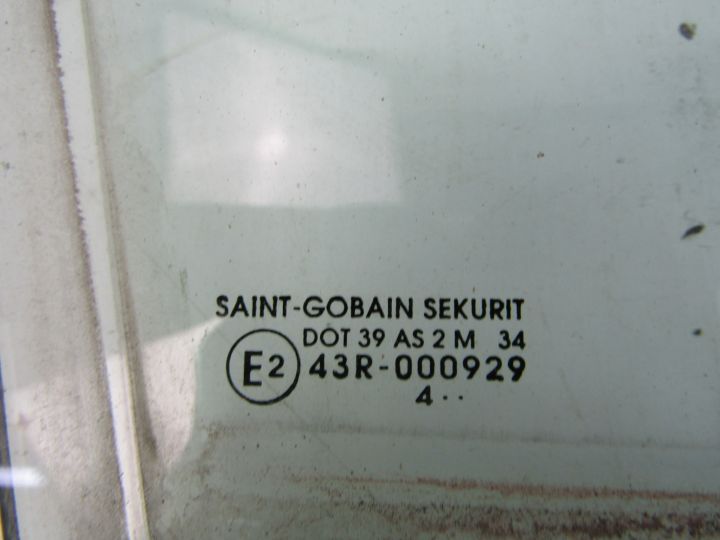 SAINT-GOBAIN SEKURIT
DOT 39 AS 2 M 34
E2 43R-000929
4··